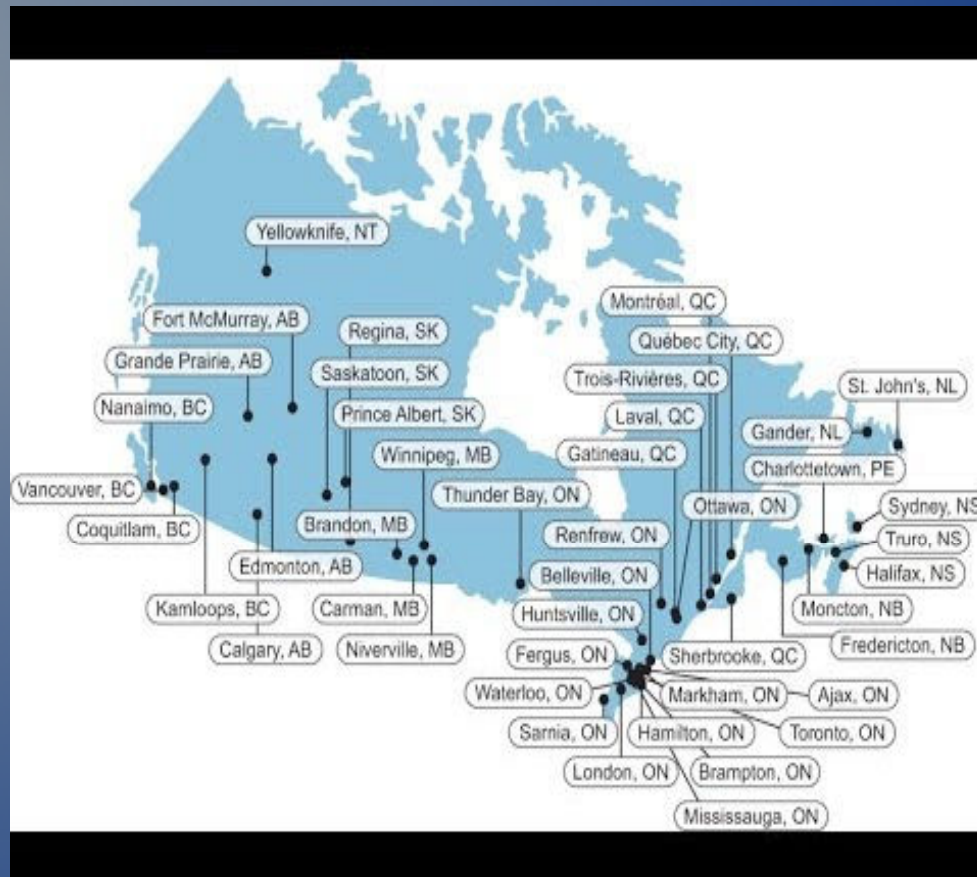 Yellowknife, NT
Montréal, QC
Fort McMurray, AB
Regina, SK
Québec City, QC
Grande Prairie, AB
Saskatoon, SK
Trois-Rivières, QC
St. John's, NL
Nanaimo, BC
Prince Albert, SK
Laval, QC
Gander, NL
Winnipeg, MB
Gatineau, QC
Charlottetown, PE
Vancouver, BC
Thunder Bay, ON
Ottawa, ON
Sydney, NS
Coquitlam, BC
Brandon, MB
Renfrew, ON
Truro, NS
Edmonton, AB
Belleville, ON
Halifax, NS
Kamloops, BC
Carman, MB
Huntsville, ON
Moncton, NB
Calgary, AB
Niverville, MB
Fergus, ON
Sherbrooke, QC
Fredericton, NB
Waterloo, ON
Markham, ON
Ajax, ON
Sarnia, ON
Hamilton, ON
Toronto, ON
London, ON
Brampton, ON
Mississauga, ON